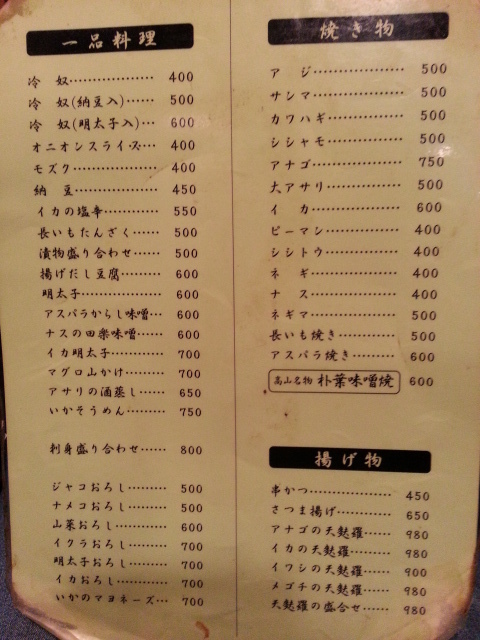 一品料理
冷奴………………400
冷奴(納豆入)……500
冷奴(明太子入)…600
オニオンスライス…400
モズク………………400
納豆………………450
イカの塩辛…………550
長いもたんざく……500
漬物盛り合わせ……500
揚げだし豆腐………600
明太子………………600
アスパラからし味噌…600
ナスの田楽味噌……600
イカ明太子…………700
マグロ山かけ………700
アサリの酒蒸し……650
いかそうめん………750
刺身盛り合わせ……800
ジャコおろし………500
ナメコおろし………500
山菜おろし…………600
イクラおろし………700
明太子おろし………700
イカおろし…………700
いかのマヨネーズ…700
焼き物
アジ…………………500
サンマ………………500
カワハギ……………500
シシャモ……………500
アナゴ………………750
大アサリ……………500
イカ…………………600
ピーマン……………400
シシトウ……………400
ネギ…………………400
ナス…………………400
ネギマ………………500
長いも焼き…………500
アスパラ焼き………600
高山名物 朴葉味噌焼 600
揚げ物
串かつ………………450
さつま揚げ…………650
アナゴの天麩羅……980
イカの天麩羅………980
イワシの天麩羅……900
メゴチの天麩羅……980
天麩羅の盛合せ……980